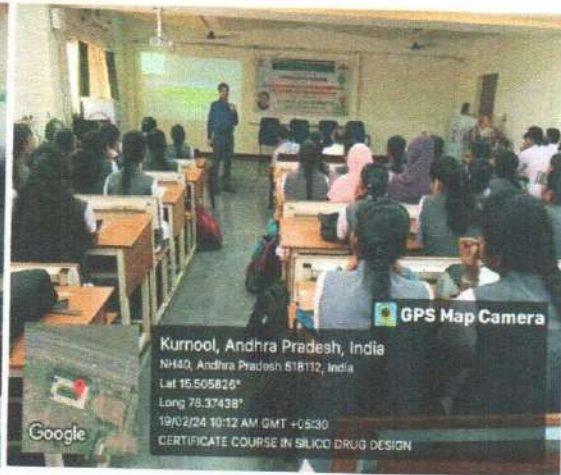 GPS Map Camera
Kurnool, Andhra Pradesh, India
NH40, Andhra Pradesh 518112, India
Lat 15.505826°
Long 78.37438°
19/02/24 10:12 AM GMT +05:30
CERTIFICATE COURSE IN SILICO DRUG DESIGN
Google